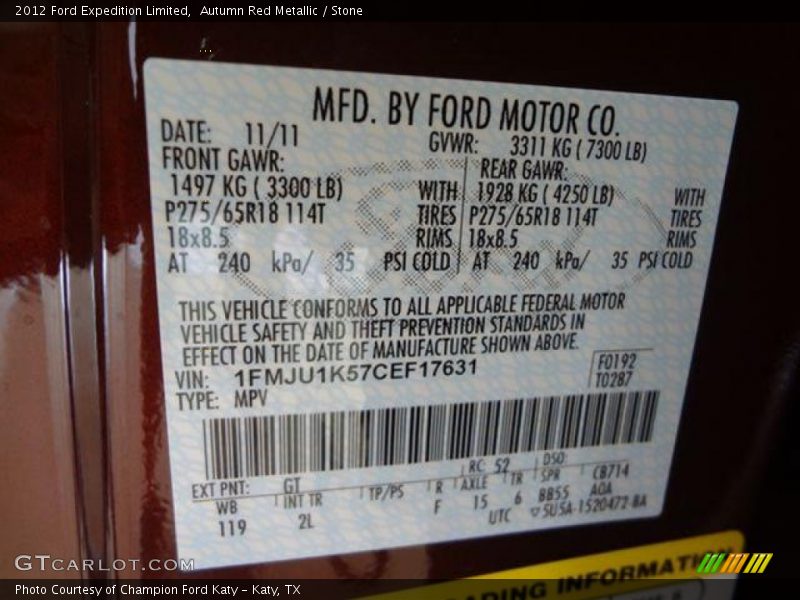 2012 Ford Expedition Limited,  Autumn Red Metallic / Stone
MFD. BY FORD MOTOR CO.
DATE: 11/11 GVWR: 3311 KG ( 7300 LB)
FRONT GAWR: REAR GAWR:
1497 KG ( 3300 LB) WITH 1928 KG ( 4250 LB) WITH
P275/65R18 114T TIRES P275/65R18 114T TIRES
18x8.5 RIMS 18x8.5 RIMS
AT 240 kPa/ 35 PSI COLD AT 240 kPa/ 35 PSI COLD
THIS VEHICLE CONFORMS TO ALL APPLICABLE FEDERAL MOTOR
VEHICLE SAFETY AND THEFT PREVENTION STANDARDS IN
EFFECT ON THE DATE OF MANUFACTURE SHOWN ABOVE.
VIN: 1FMJU1K57CEF17631 F0192
TYPE: MPV T0287
EXT PNT: GT RC 52 DSO:
WB INT TR TP/PS R AXLE TR SPR CB714
119 2L F 15 6 8855 AOA
UTC 5U5A-1520472-BA
GTCARLOT.COM
LOADING INFORMATI
Photo Courtesy of Champion Ford Katy - Katy, TX